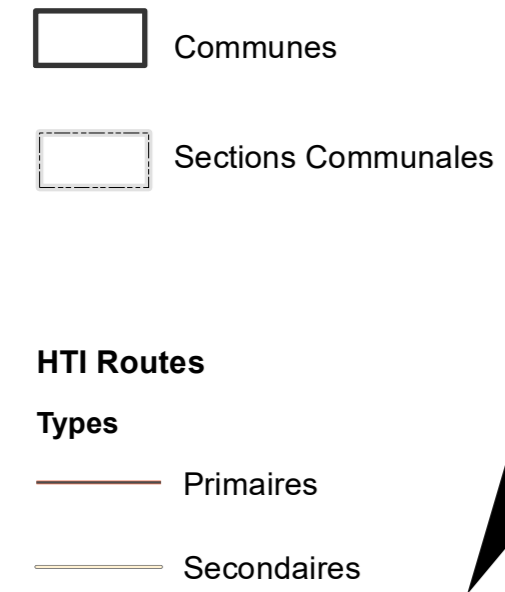 Communes
Sections Communales
HTI Routes
Types
Primaires
Secondaires